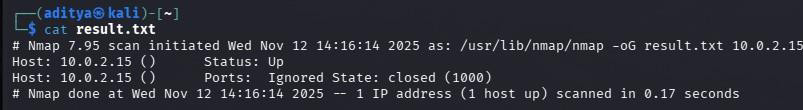 ┌──(aditya㉿kali)-[~]
└─$ cat result.txt
# Nmap 7.95 scan initiated Wed Nov 12 14:16:14 2025 as: /usr/lib/nmap/nmap -oG result.txt 10.0.2.15
Host: 10.0.2.15 ()	Status: Up
Host: 10.0.2.15 ()	Ports:	Ignored State: closed (1000)
# Nmap done at Wed Nov 12 14:16:14 2025 -- 1 IP address (1 host up) scanned in 0.17 seconds